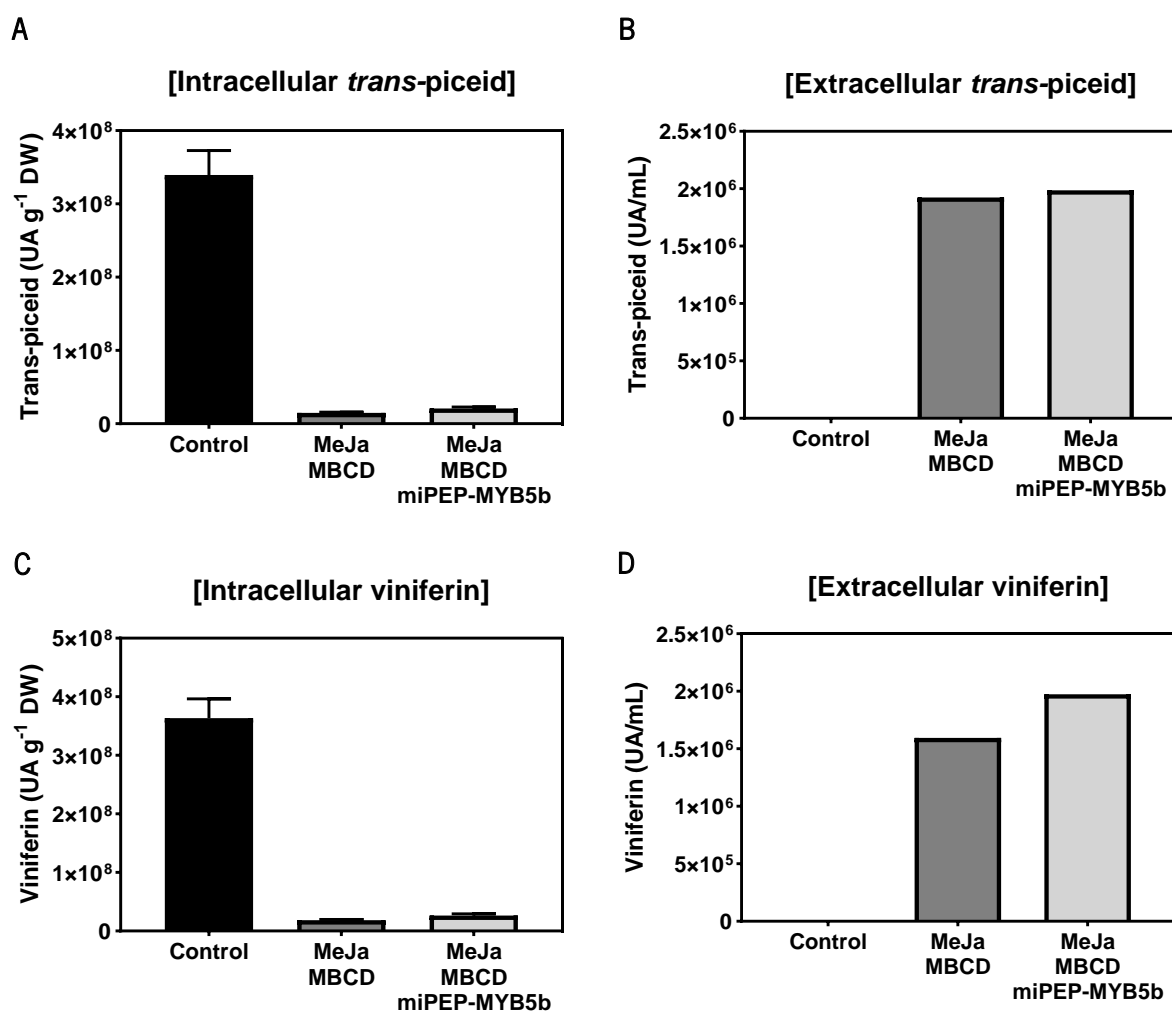 A
[Intracellular trans-piceid]
Trans-piceid (UA g⁻¹ DW)
4×10⁸
3×10⁸
2×10⁸
1×10⁸
0
Control
MeJa
MBCD
MeJa
MBCD
miPEP-MYB5b
B
[Extracellular trans-piceid]
Trans-piceid (UA/mL)
2.5×10⁶
2×10⁶
1.5×10⁶
1×10⁶
5×10⁵
0
Control
MeJa
MBCD
MeJa
MBCD
miPEP-MYB5b
C
[Intracellular viniferin]
Viniferin (UA g⁻¹ DW)
5×10⁸
4×10⁸
3×10⁸
2×10⁸
1×10⁸
0
Control
MeJa
MBCD
MeJa
MBCD
miPEP-MYB5b
D
[Extracellular viniferin]
Viniferin (UA/mL)
2.5×10⁶
2×10⁶
1.5×10⁶
1×10⁶
5×10⁵
0
Control
MeJa
MBCD
MeJa
MBCD
miPEP-MYB5b